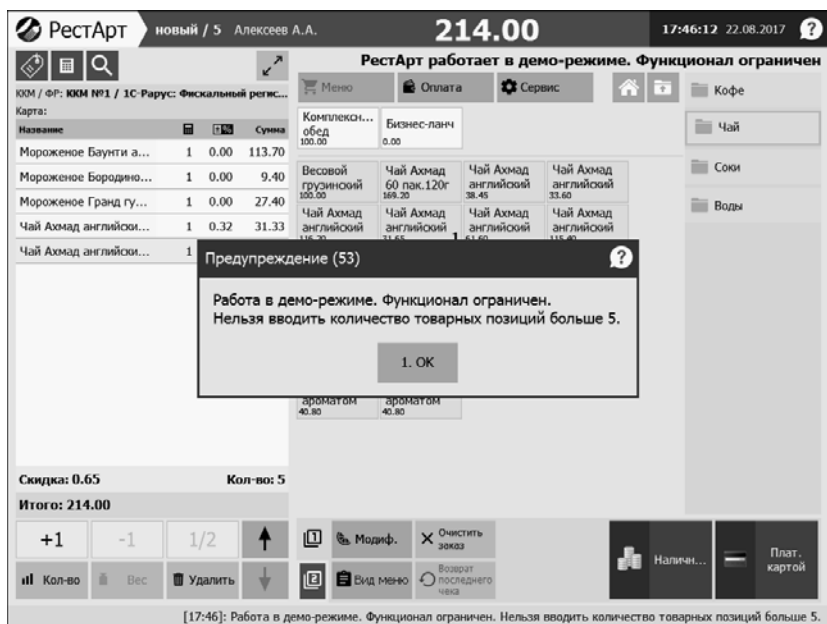 РестАрт новый / 5 Алексеев А.А. 214.00 17:46:12 22.08.2017 ?
РестАрт работает в демо-режиме. Функционал ограничен
ККМ / ФР: ККМ №1 / 1С-Рарус: Фискальный регис...
Карта:
Название Сумма
Мороженое Баунти а... 1 0.00 113.70
Мороженое Бородино... 1 0.00 9.40
Мороженое Гранд гу... 1 0.00 27.40
Чай Ахмад английски... 1 0.32 31.33
Чай Ахмад английски... 1
Меню Оплата Сервис
Комплексн... обед
100.00
Бизнес-ланч
0.00
Весовой грузинский
100.00
Чай Ахмад 60 пак.120г
169.20
Чай Ахмад английский
38.45
Чай Ахмад английский
33.60
Чай Ахмад английский
Чай Ахмад английский
Чай Ахмад английский
Чай Ахмад английский
Кофе
Чай
Соки
Воды
Предупреждение (53) ?
Работа в демо-режиме. Функционал ограничен.
Нельзя вводить количество товарных позиций больше 5.
1. ОК
ароматом
40.80
ароматом
40.80
Скидка: 0.65 Кол-во: 5
Итого: 214.00
+1 -1 1/2
Кол-во Вес Удалить
1 Модиф. Очистить заказ
2 Вид меню Возврат последнего чека
Наличн... Плат. картой
[17:46]: Работа в демо-режиме. Функционал ограничен. Нельзя вводить количество товарных позиций больше 5.